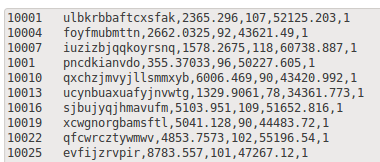 10001 ulbkrbbaftcxsfak,2365.296,107,52125.203,1
10004 foyfmubmttn,2662.0325,92,43621.49,1
10007 iuzizbjqqkoyrsnq,1578.2675,118,60738.887,1
1001 pncdkianvdo,355.37033,96,50227.605,1
10010 qxchzjmvyjllsmmxyb,6006.469,90,43420.992,1
10013 ucynbuaxuafyjnvwtg,1329.9061,78,34361.773,1
10016 sjbujyqjhmavufm,5103.951,109,51652.816,1
10019 xcwgnorgbamsftl,5041.128,90,44483.72,1
10022 qfcwrcztywmwv,4853.7573,102,55196.54,1
10025 evfijzrvpir,8783.557,101,47267.12,1